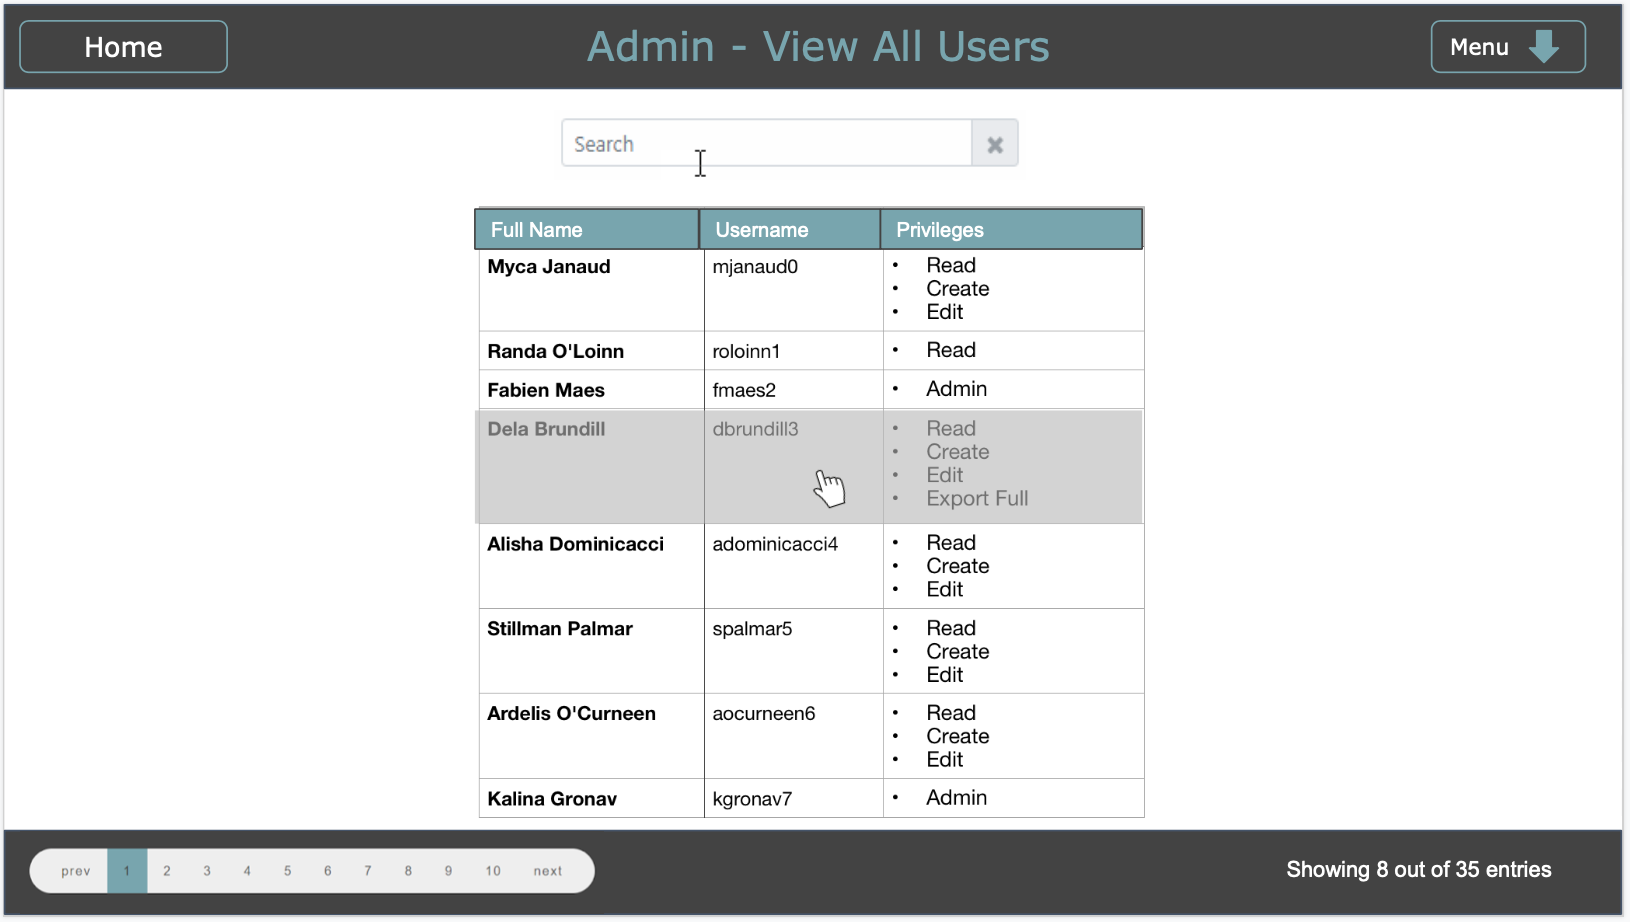 Home
Admin - View All Users
Menu
Search
Full Name Username Privileges
Myca Janaud mjanaud0 • Read
• Create
• Edit
Randa O'Loinn roloinn1 • Read
Fabien Maes fmaes2 • Admin
Dela Brundill dbrundill3 • Read
• Create
• Edit
• Export Full
Alisha Dominicacci adominicacci4 • Read
• Create
• Edit
Stillman Palmar spalmar5 • Read
• Create
• Edit
Ardelis O'Curneen aocurneen6 • Read
• Create
• Edit
Kalina Gronav kgronav7 • Admin
prev 1 2 3 4 5 6 7 8 9 10 next
Showing 8 out of 35 entries